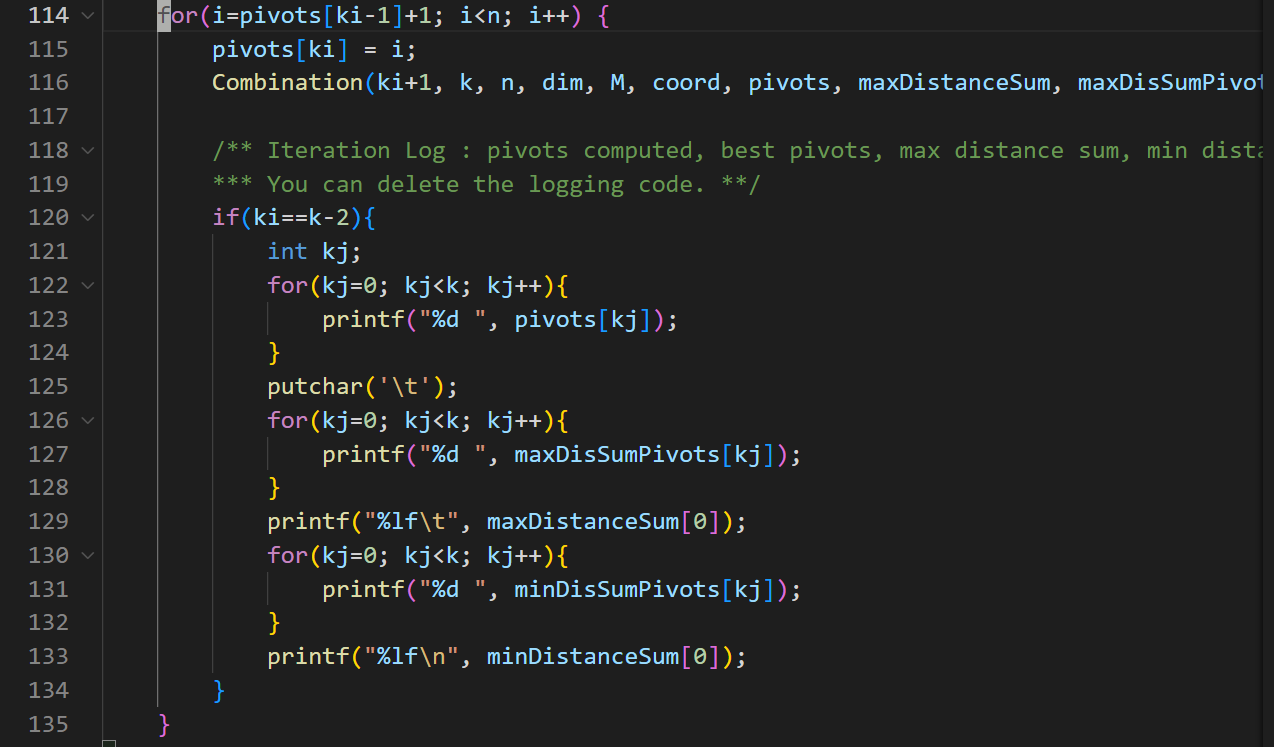 114 for(i=pivots[ki-1]+1; i<n; i++) {
115 pivots[ki] = i;
116 Combination(ki+1, k, n, dim, M, coord, pivots, maxDistanceSum,
117
118 /** Iteration Log : pivots computed, best pivots, max distance sum, min
119 *** You can delete the logging code. **/
120 if(ki==k-2){
121 int kj;
122 for(kj=0; kj<k; kj++){
123 printf("%d ", pivots[kj]);
124 }
125 putchar('\t');
126 for(kj=0; kj<k; kj++){
127 printf("%d ", maxDisSumPivots[kj]);
128 }
129 printf("%lf\t", maxDistanceSum[0]);
130 for(kj=0; kj<k; kj++){
131 printf("%d ", minDisSumPivots[kj]);
132 }
133 printf("%lf\n", minDistanceSum[0]);
134 }
135 }